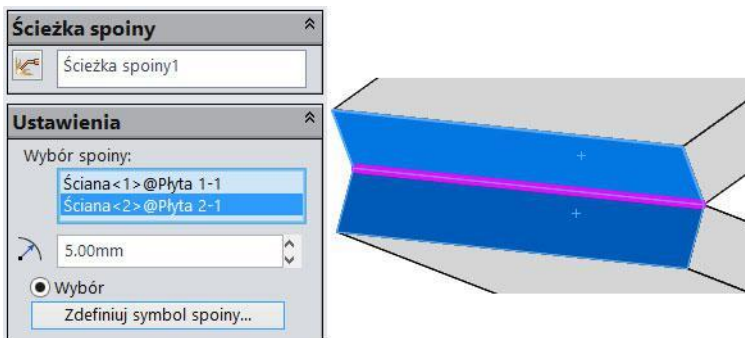 Ścieżka spoiny
Ścieżka spoiny1
Ustawienia
Wybór spoiny:
Ściana<1>@Płyta 1-1
Ściana<2>@Płyta 2-1
5.00mm
Wybór
Zdefiniuj symbol spoiny...